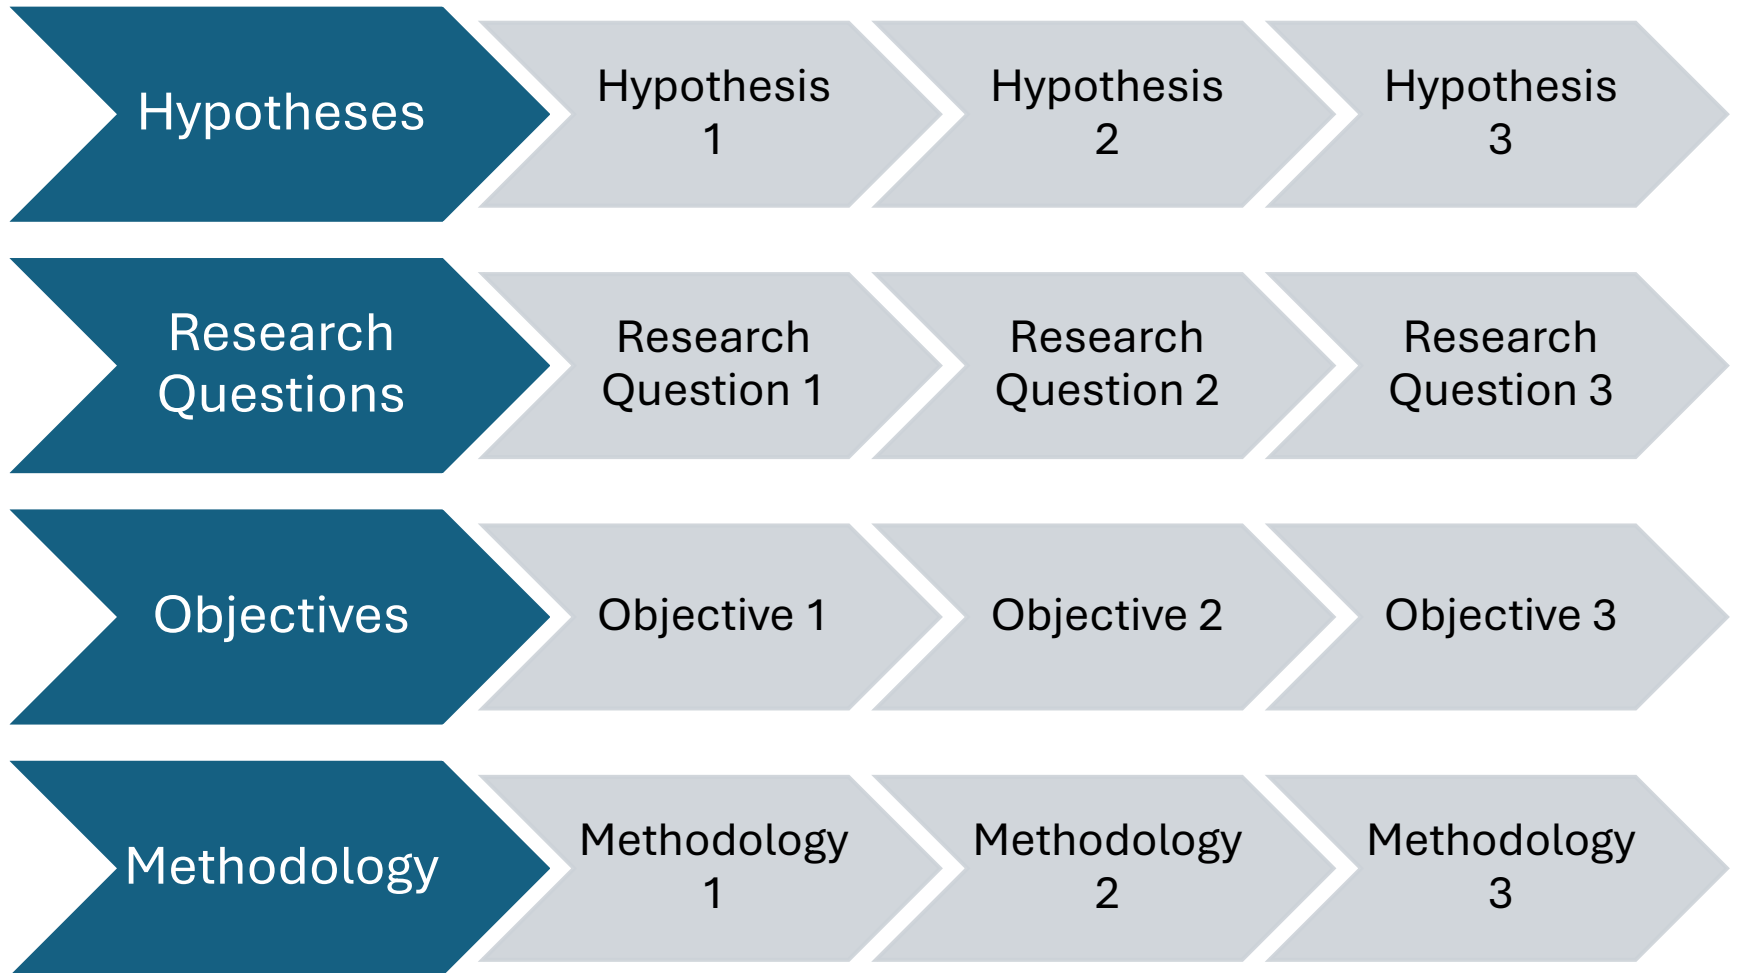 Hypotheses
Hypothesis
1
Hypothesis
2
Hypothesis
3
Research
Questions
Research
Question 1
Research
Question 2
Research
Question 3
Objectives
Objective 1
Objective 2
Objective 3
Methodology
Methodology
1
Methodology
2
Methodology
3